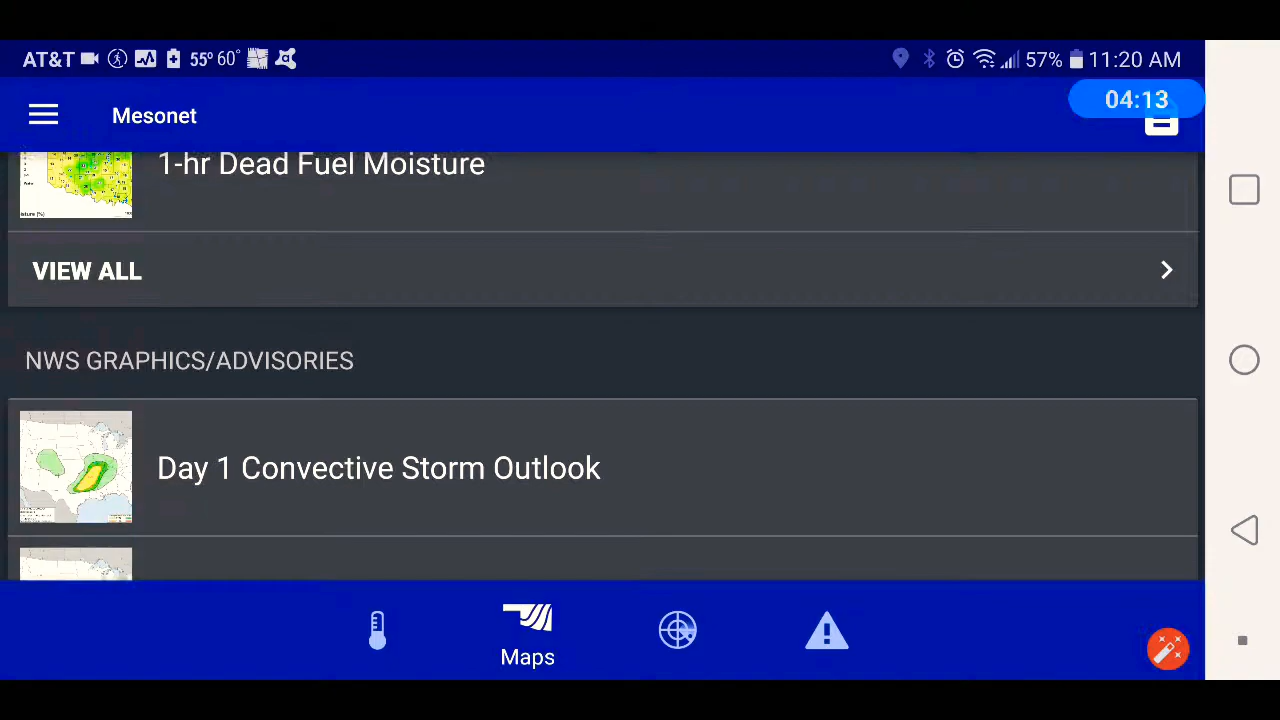 AT&T 55° 60° 57% 11:20 AM
Mesonet
04:13
1-hr Dead Fuel Moisture
VIEW ALL
NWS GRAPHICS/ADVISORIES
Day 1 Convective Storm Outlook
Maps